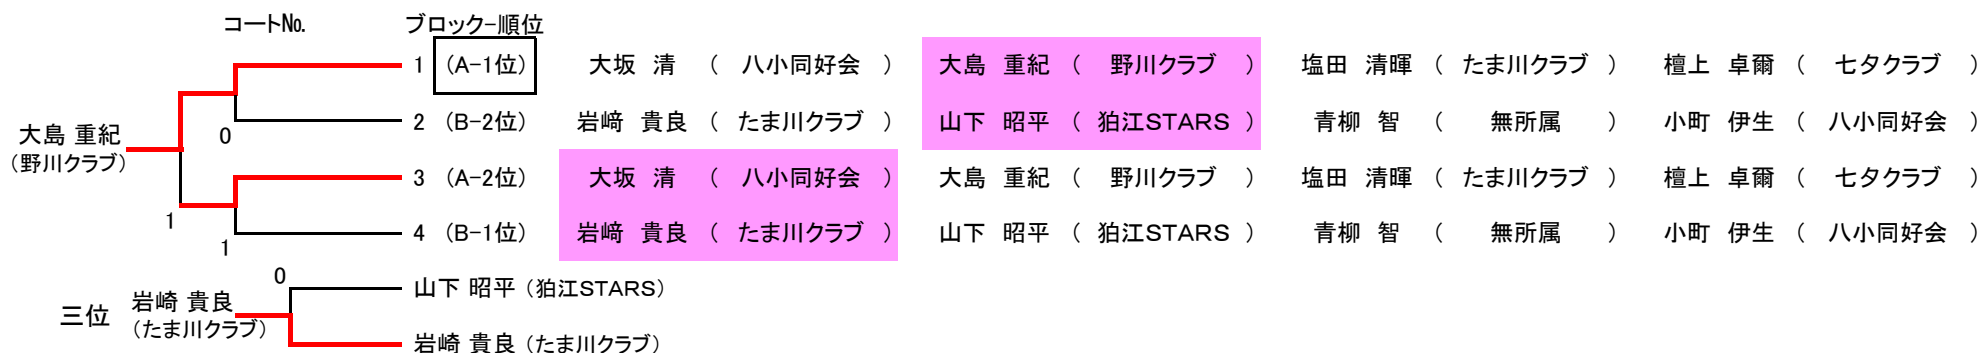 コート№　ブロック-順位
1 (A-1位)　大坂 清 （ 八小同好会 ）　大島 重紀 （ 野川クラブ ）　塩田 清暉 （ たま川クラブ ）　檀上 卓爾 （ 七夕クラブ ）
2 (B-2位)　岩﨑 貴良 （ たま川クラブ ）　山下 昭平 （ 狛江STARS ）　青柳 智 （ 無所属 ）　小町 伊生 （ 八小同好会 ）
0
大島 重紀
（野川クラブ）
3 (A-2位)　大坂 清 （ 八小同好会 ）　大島 重紀 （ 野川クラブ ）　塩田 清暉 （ たま川クラブ ）　檀上 卓爾 （ 七夕クラブ ）
4 (B-1位)　岩﨑 貴良 （ たま川クラブ ）　山下 昭平 （ 狛江STARS ）　青柳 智 （ 無所属 ）　小町 伊生 （ 八小同好会 ）
1
1
0
山下 昭平（狛江STARS）
三位　岩崎 貴良
（たま川クラブ）
岩崎 貴良（たま川クラブ）